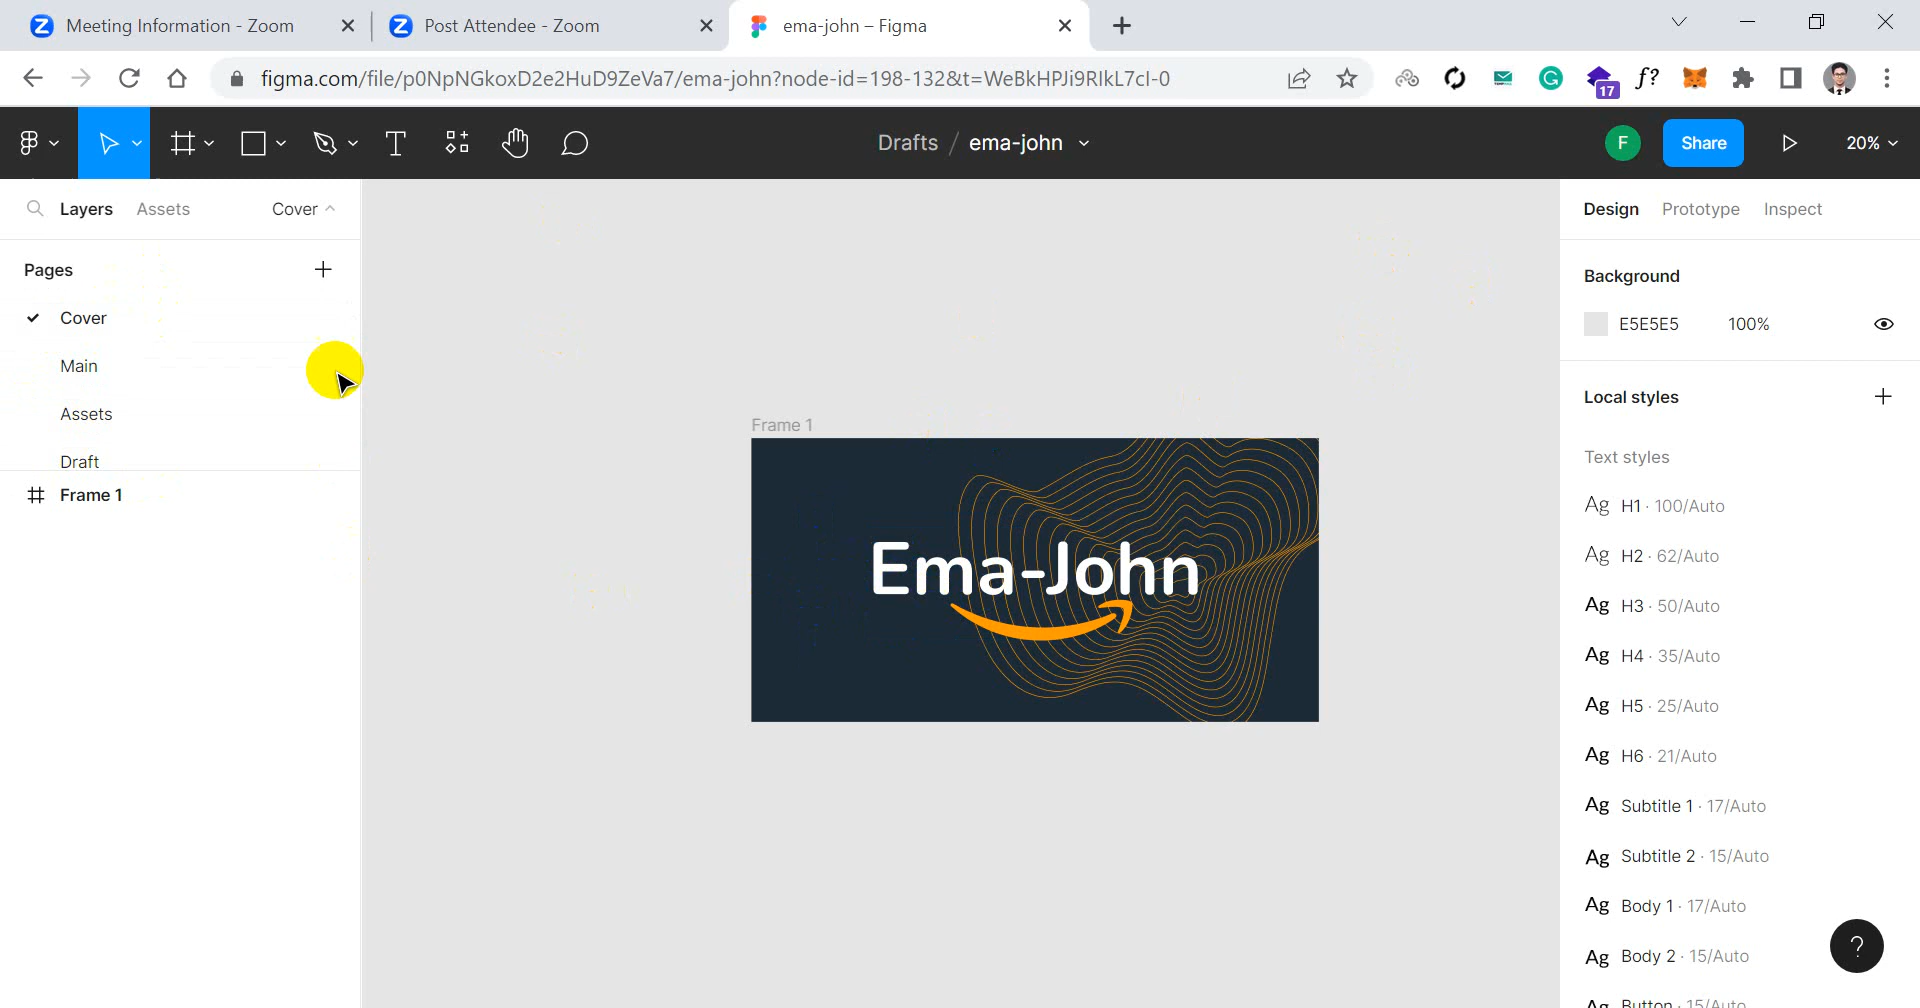 Meeting Information - Zoom
Post Attendee - Zoom
ema-john – Figma
figma.com/file/p0NpNGkoxD2e2HuD9ZeVa7/ema-john?node-id=198-132&t=WeBkHPJi9RIkL7cI-0
17
f?
Drafts / ema-john
F
Share
20%
Layers
Assets
Cover
Pages
Cover
Main
Assets
Draft
Frame 1
Frame 1
Ema-John
Design
Prototype
Inspect
Background
E5E5E5
100%
Local styles
Text styles
Ag H1 · 100/Auto
Ag H2 · 62/Auto
Ag H3 · 50/Auto
Ag H4 · 35/Auto
Ag H5 · 25/Auto
Ag H6 · 21/Auto
Ag Subtitle 1 · 17/Auto
Ag Subtitle 2 · 15/Auto
Ag Body 1 · 17/Auto
Ag Body 2 · 15/Auto
Ag Button · 15/Auto
?